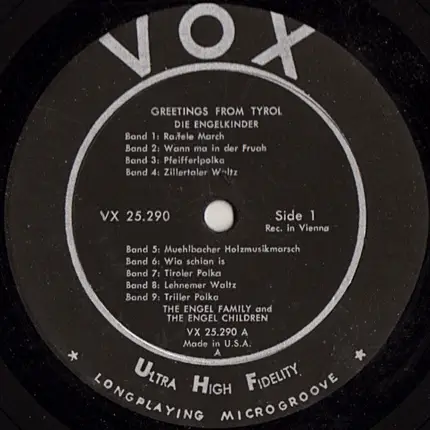 VOX
GREETINGS FROM TYROL
DIE ENGELKINDER
Band 1: Ratele March
Band 2: Wann ma in der Fruah
Band 3: Pfeifferlpolka
Band 4: Zillertaler Waltz
VX 25.290
Side 1
Rec. in Vienna
Band 5: Muehlbacher Holzmusikmarsch
Band 6: Wia schian is
Band 7: Tiroler Polka
Band 8: Lehnemer Waltz
Band 9: Triller Polka
THE ENGEL FAMILY and
THE ENGEL CHILDREN
VX 25.290 A
Made in U.S.A.
A
ULTRA HIGH FIDELITY
LONGPLAYING MICROGROOVE